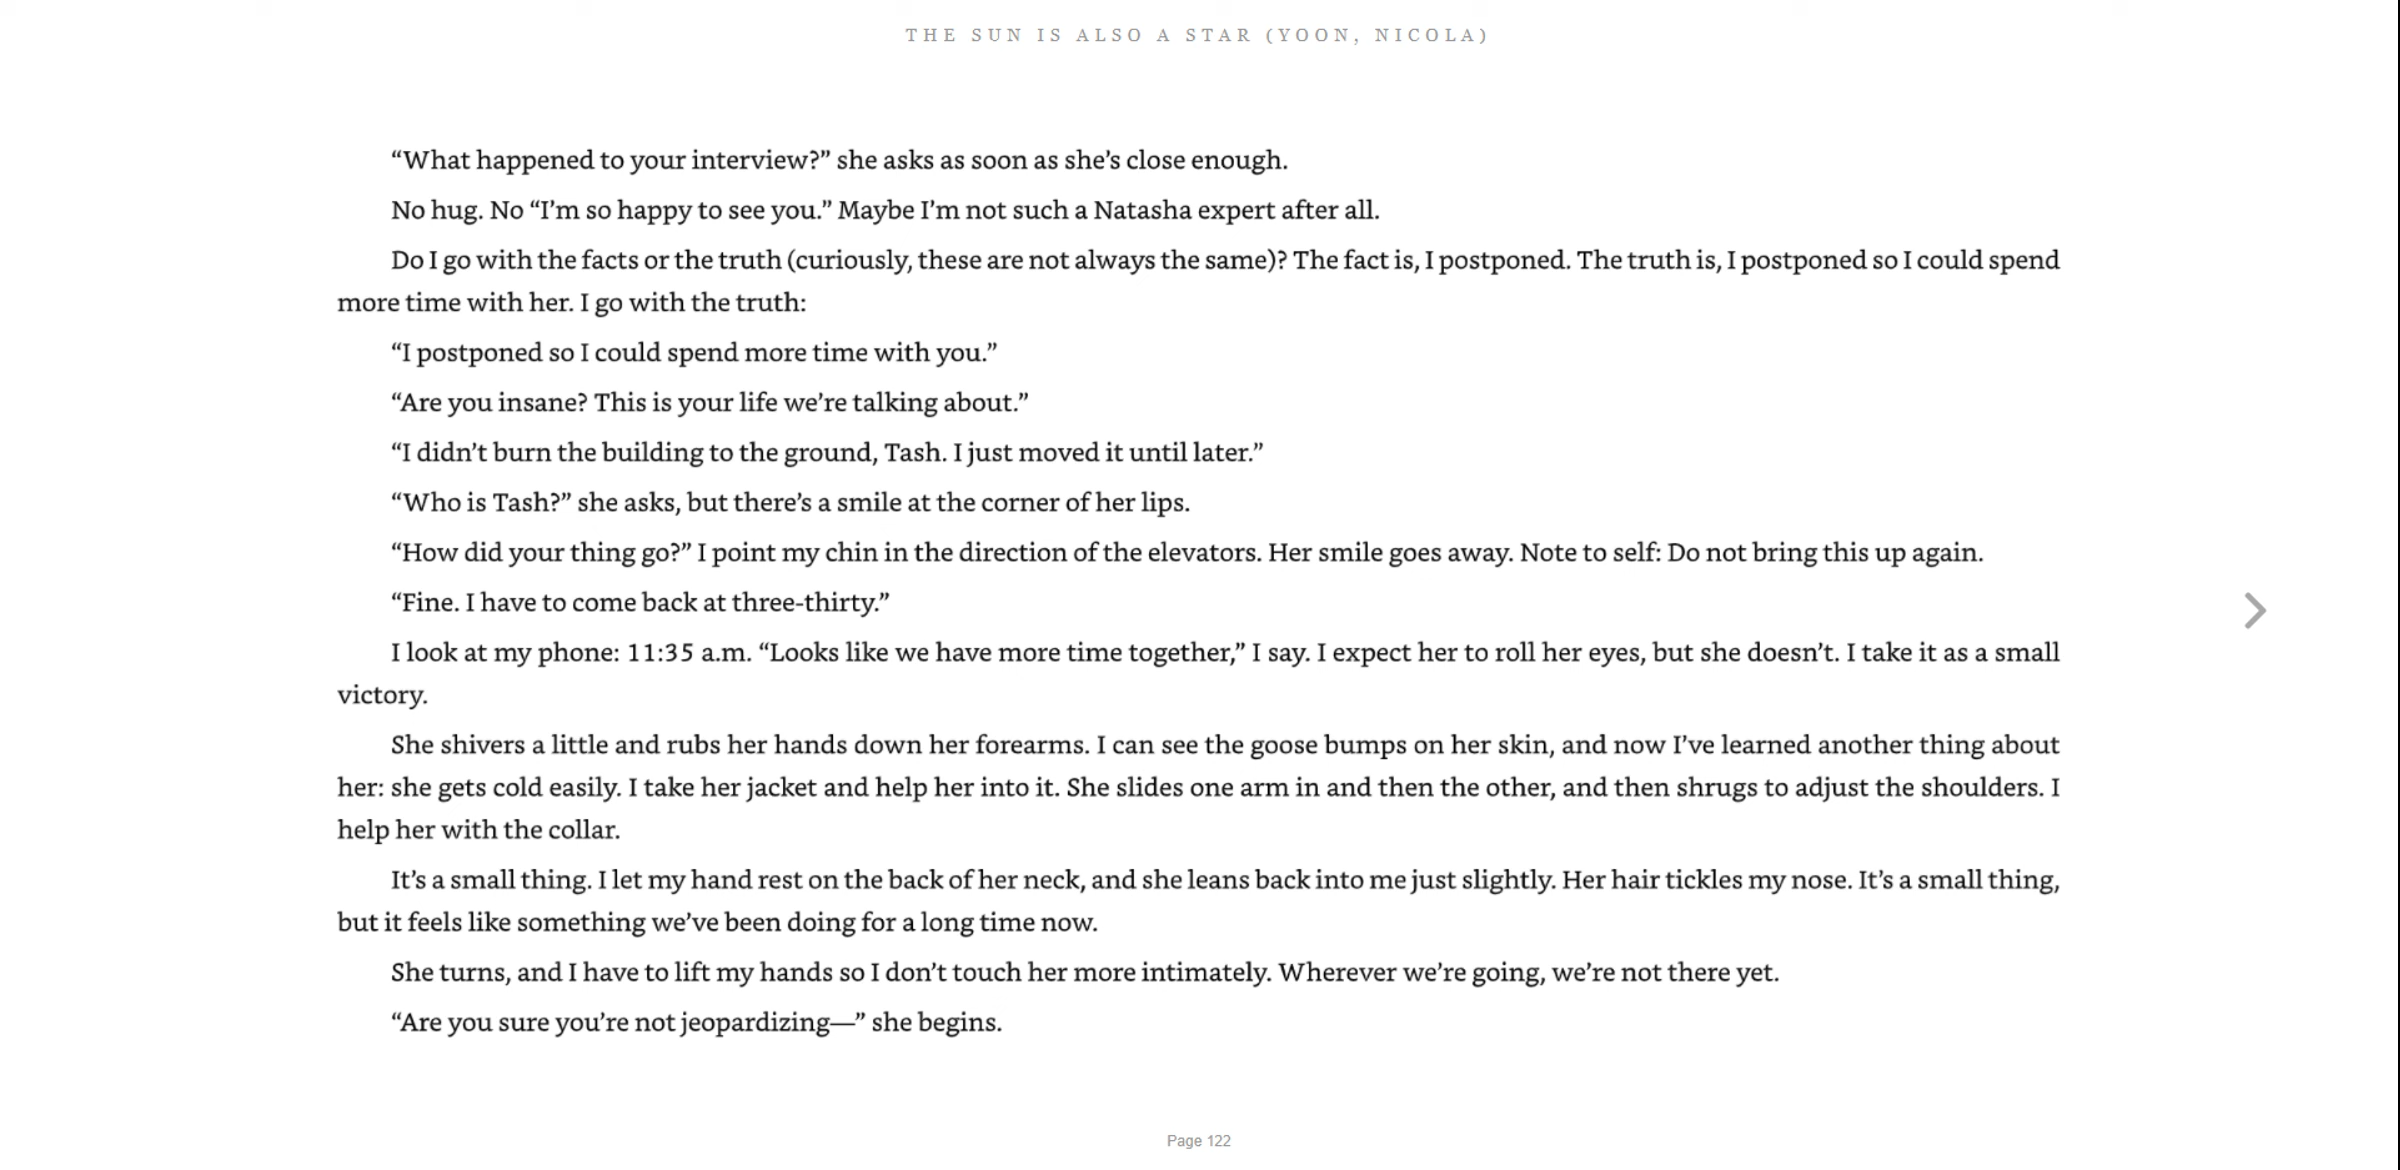 THE SUN IS ALSO A STAR (YOON, NICOLA)
“What happened to your interview?” she asks as soon as she’s close enough.
No hug. No “I’m so happy to see you.” Maybe I’m not such a Natasha expert after all.
Do I go with the facts or the truth (curiously, these are not always the same)? The fact is, I postponed. The truth is, I postponed so I could spend
more time with her. I go with the truth:
“I postponed so I could spend more time with you.”
“Are you insane? This is your life we’re talking about.”
“I didn’t burn the building to the ground, Tash. I just moved it until later.”
“Who is Tash?” she asks, but there’s a smile at the corner of her lips.
“How did your thing go?” I point my chin in the direction of the elevators. Her smile goes away. Note to self: Do not bring this up again.
“Fine. I have to come back at three-thirty.”
I look at my phone: 11:35 a.m. “Looks like we have more time together,” I say. I expect her to roll her eyes, but she doesn’t. I take it as a small
victory.
She shivers a little and rubs her hands down her forearms. I can see the goose bumps on her skin, and now I’ve learned another thing about
her: she gets cold easily. I take her jacket and help her into it. She slides one arm in and then the other, and then shrugs to adjust the shoulders. I
help her with the collar.
It’s a small thing. I let my hand rest on the back of her neck, and she leans back into me just slightly. Her hair tickles my nose. It’s a small thing,
but it feels like something we’ve been doing for a long time now.
She turns, and I have to lift my hands so I don’t touch her more intimately. Wherever we’re going, we’re not there yet.
“Are you sure you’re not jeopardizing—” she begins.
Page 122